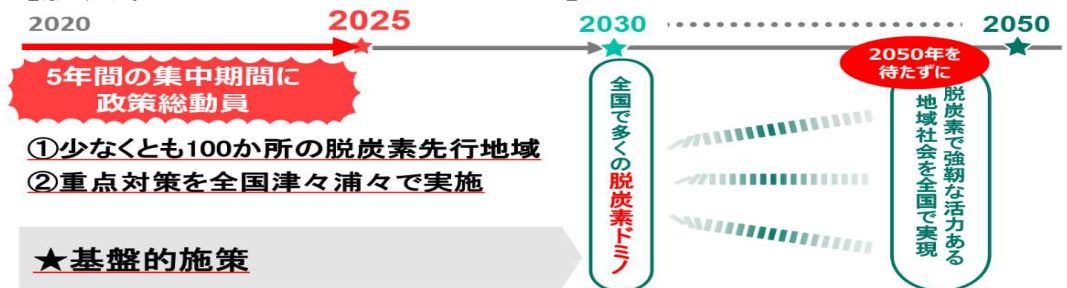 2020
2025
2030
2050
5年間の集中期間に
政策総動員
①少なくとも100か所の脱炭素先行地域
②重点対策を全国津々浦々で実施
★基盤的施策
全国で多くの脱炭素ドミノ
2050年を
待たずに
脱炭素で強靭な活力ある
地域社会を全国で実現